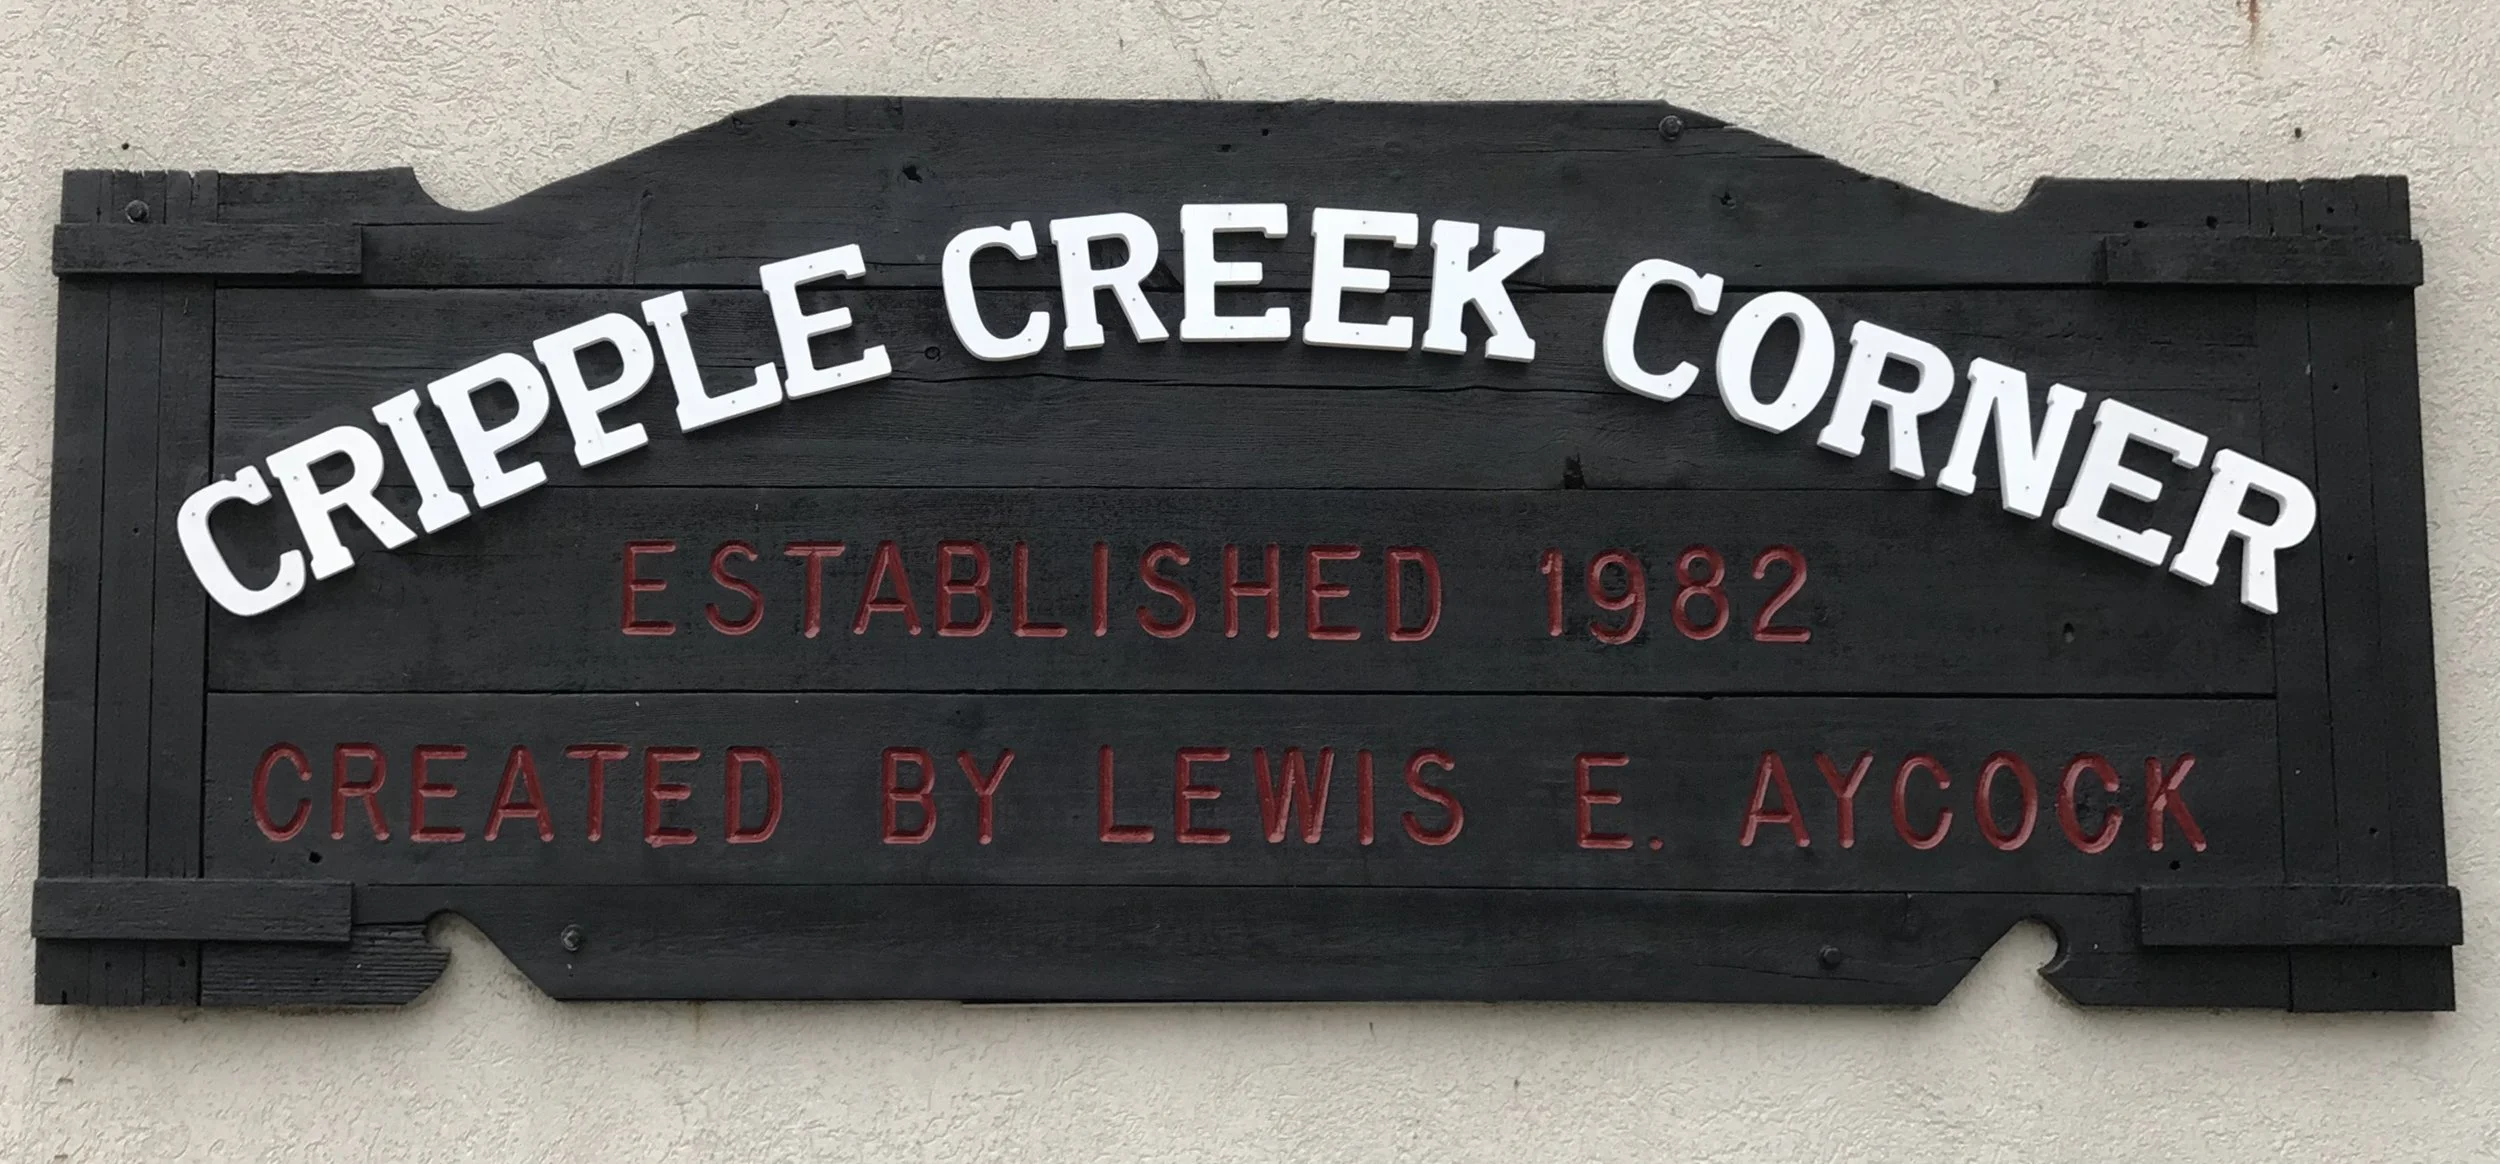 CRIPPLE CREEK CORNER
ESTABLISHED 1982
CREATED BY LEWIS E. AYCOCK